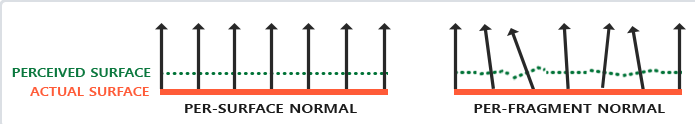 PERCEIVED SURFACE
ACTUAL SURFACE
PER-SURFACE NORMAL
PER-FRAGMENT NORMAL